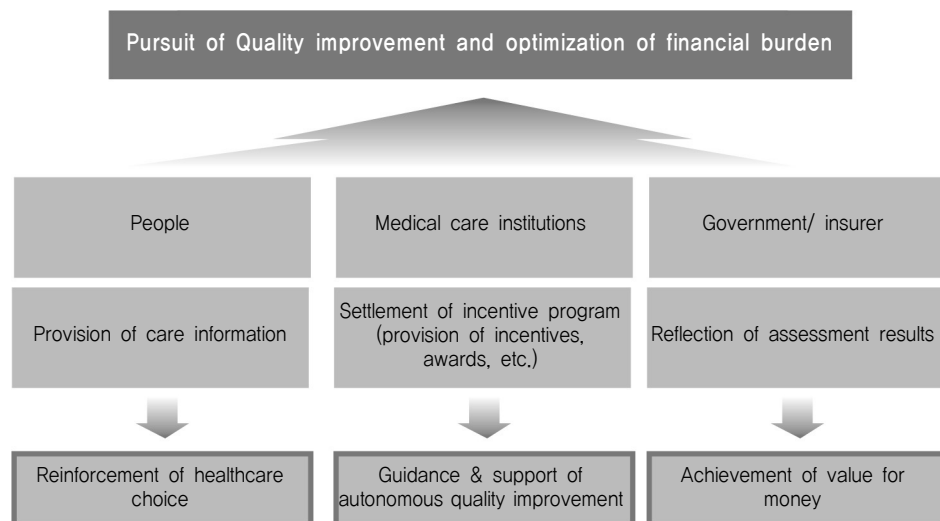 Pursuit of Quality improvement and optimization of financial burden
People
Medical care institutions
Government/ insurer
Provision of care information
Settlement of incentive program
(provision of incentives,
awards, etc.)
Reflection of assessment results
Reinforcement of healthcare
choice
Guidance & support of
autonomous quality improvement
Achievement of value for
money